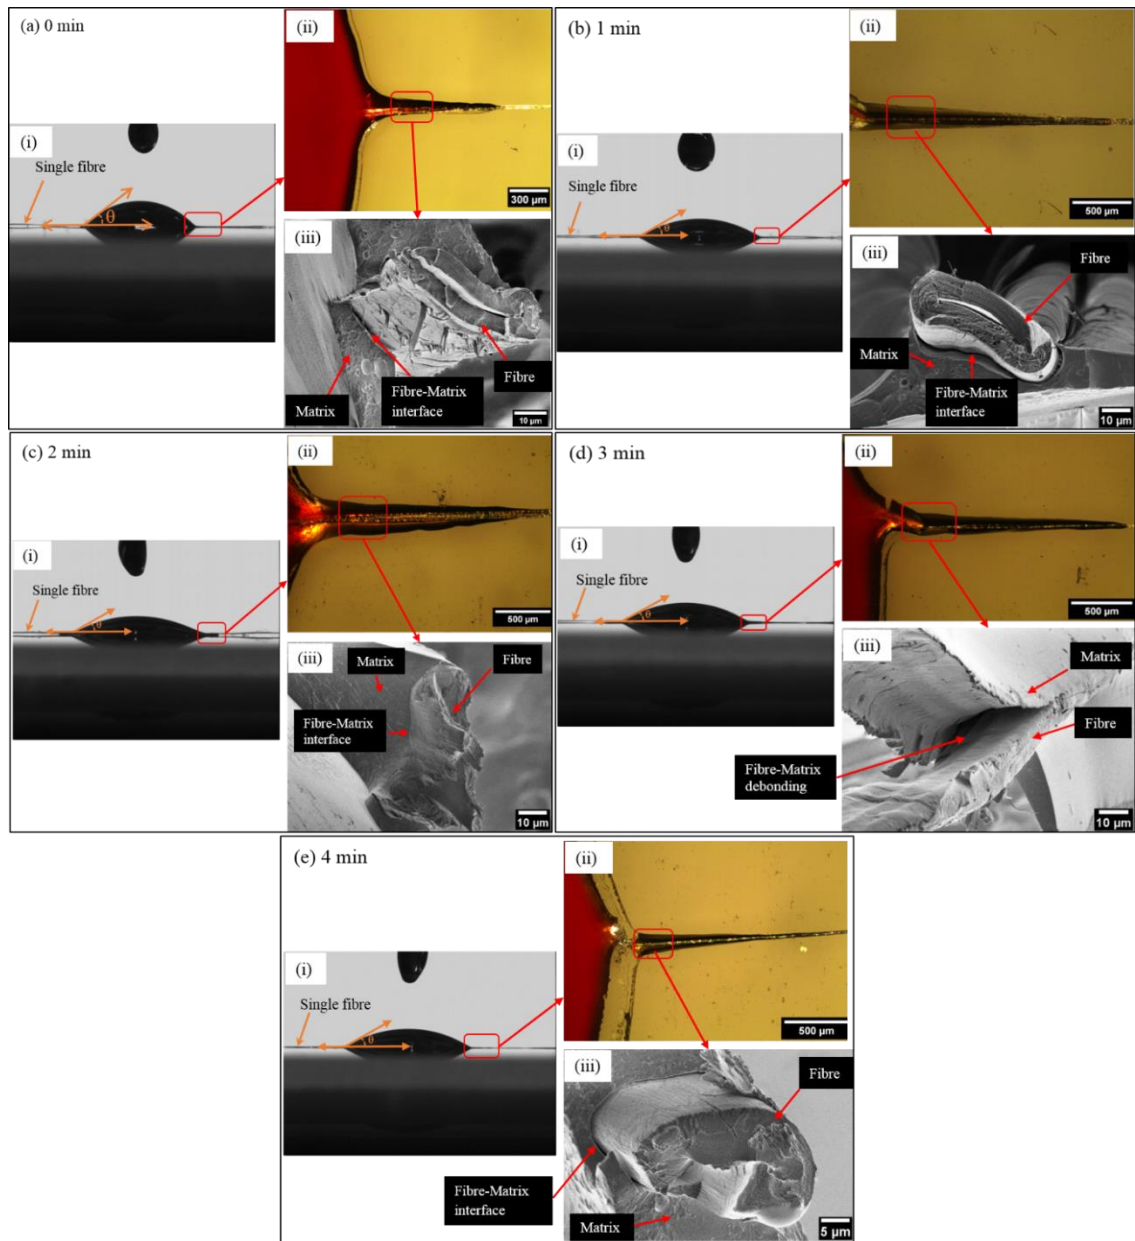 (a) 0 min
(i)
Single fibre
θ
(ii)
300 µm
(iii)
Matrix
Fibre-Matrix
interface
Fibre
10 µm
(b) 1 min
(i)
Single fibre
θ
(ii)
500 µm
(iii)
Fibre
Matrix
Fibre-Matrix
interface
10 µm
(c) 2 min
(i)
Single fibre
θ
(ii)
500 µm
(iii)
Matrix
Fibre
Fibre-Matrix
interface
10 µm
(d) 3 min
(i)
Single fibre
θ
(ii)
500 µm
(iii)
Matrix
Fibre
Fibre-Matrix
debonding
10 µm
(e) 4 min
(i)
Single fibre
θ
(ii)
500 µm
(iii)
Fibre
Fibre-Matrix
interface
Matrix
5 µm